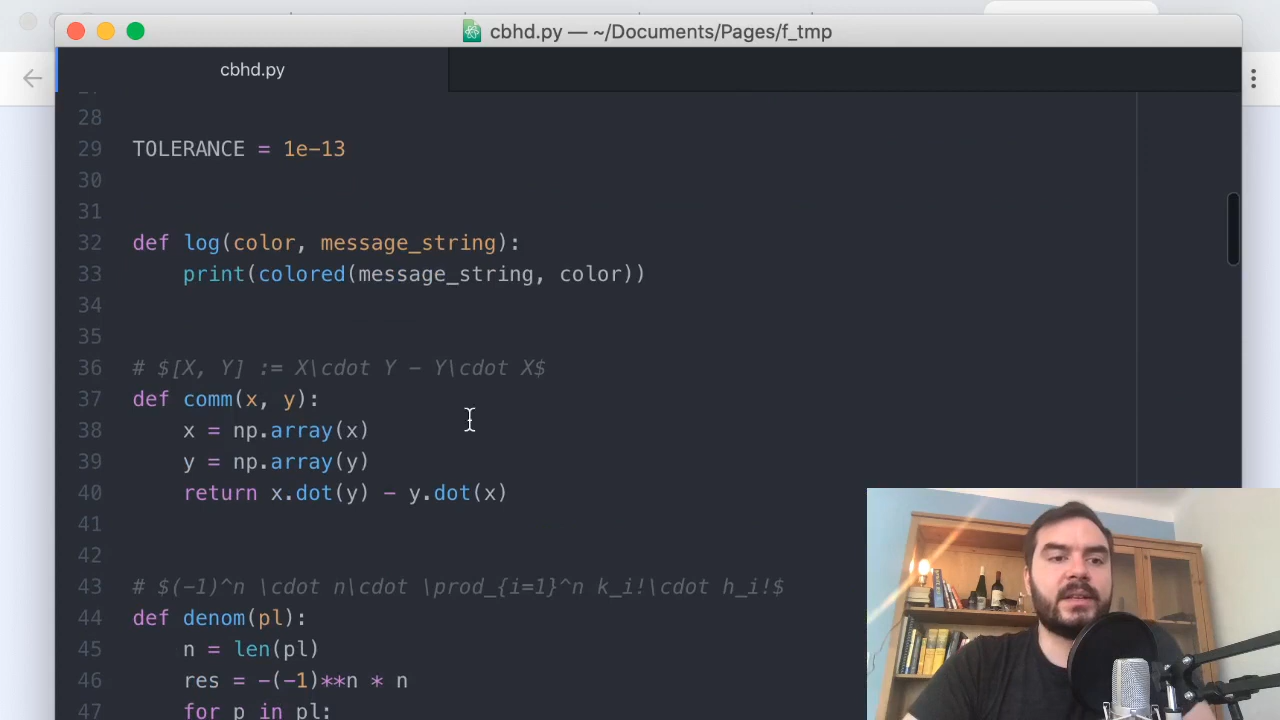 cbhd.py — ~/Documents/Pages/f_tmp
cbhd.py
28
29 TOLERANCE = 1e-13
30
31
32 def log(color, message_string):
33     print(colored(message_string, color))
34
35
36 # $[X, Y] := X\cdot Y - Y\cdot X$
37 def comm(x, y):
38     x = np.array(x)
39     y = np.array(y)
40     return x.dot(y) - y.dot(x)
41
42
43 # $(-1)^n \cdot n\cdot \prod_{i=1}^n k_i!\cdot h_i!$
44 def denom(pl):
45     n = len(pl)
46     res = -(-1)**n * n
47     for p in pl: